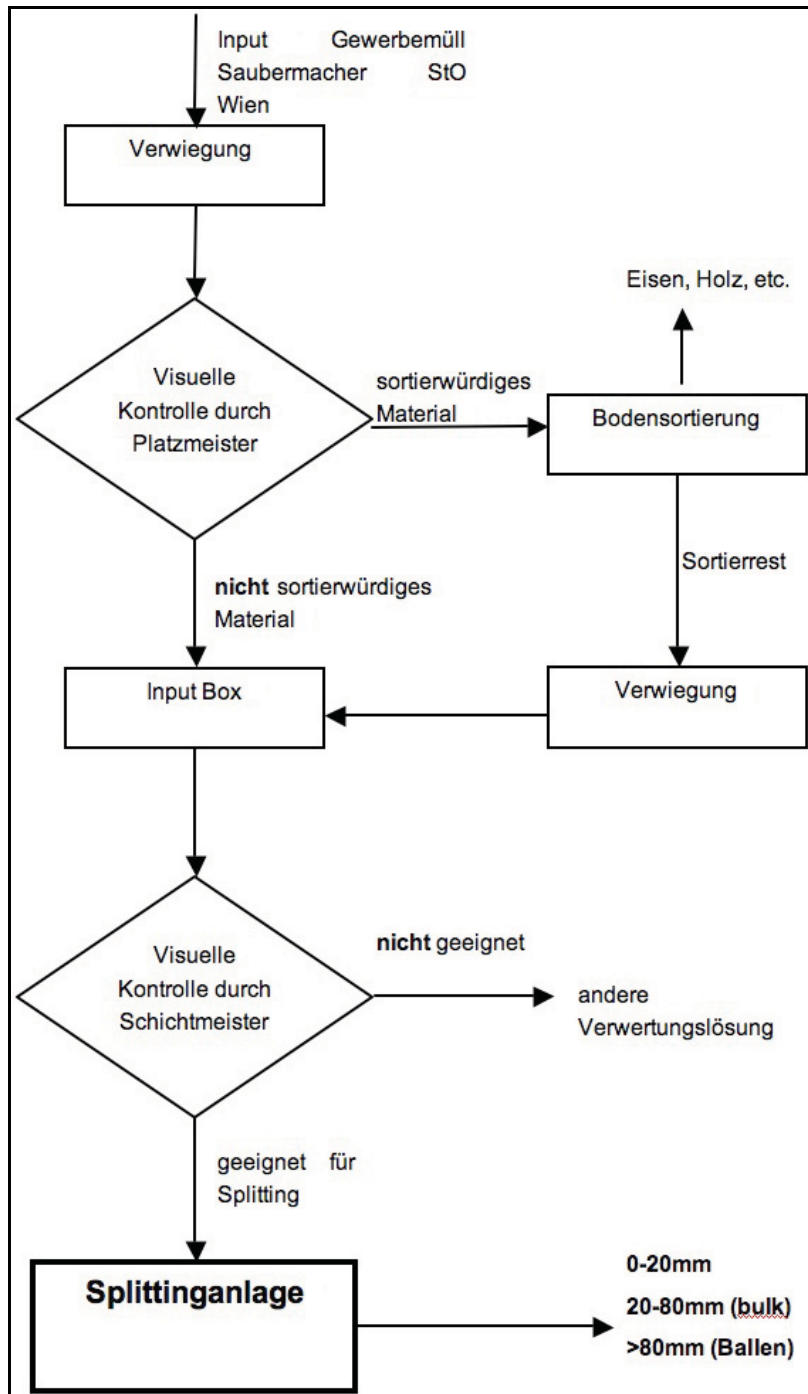 Input Gewerbemüll
Saubermacher StO
Wien
Verwiegung
Eisen, Holz, etc.
Visuelle
Kontrolle durch
Platzmeister
sortierwürdiges
Material
Bodensortierung
Sortierrest
nicht sortierwürdiges
Material
Input Box
Verwiegung
Visuelle
Kontrolle durch
Schichtmeister
nicht geeignet
andere
Verwertungslösung
geeignet für
Splitting
Splittinganlage
0-20mm
20-80mm (bulk)
>80mm (Ballen)